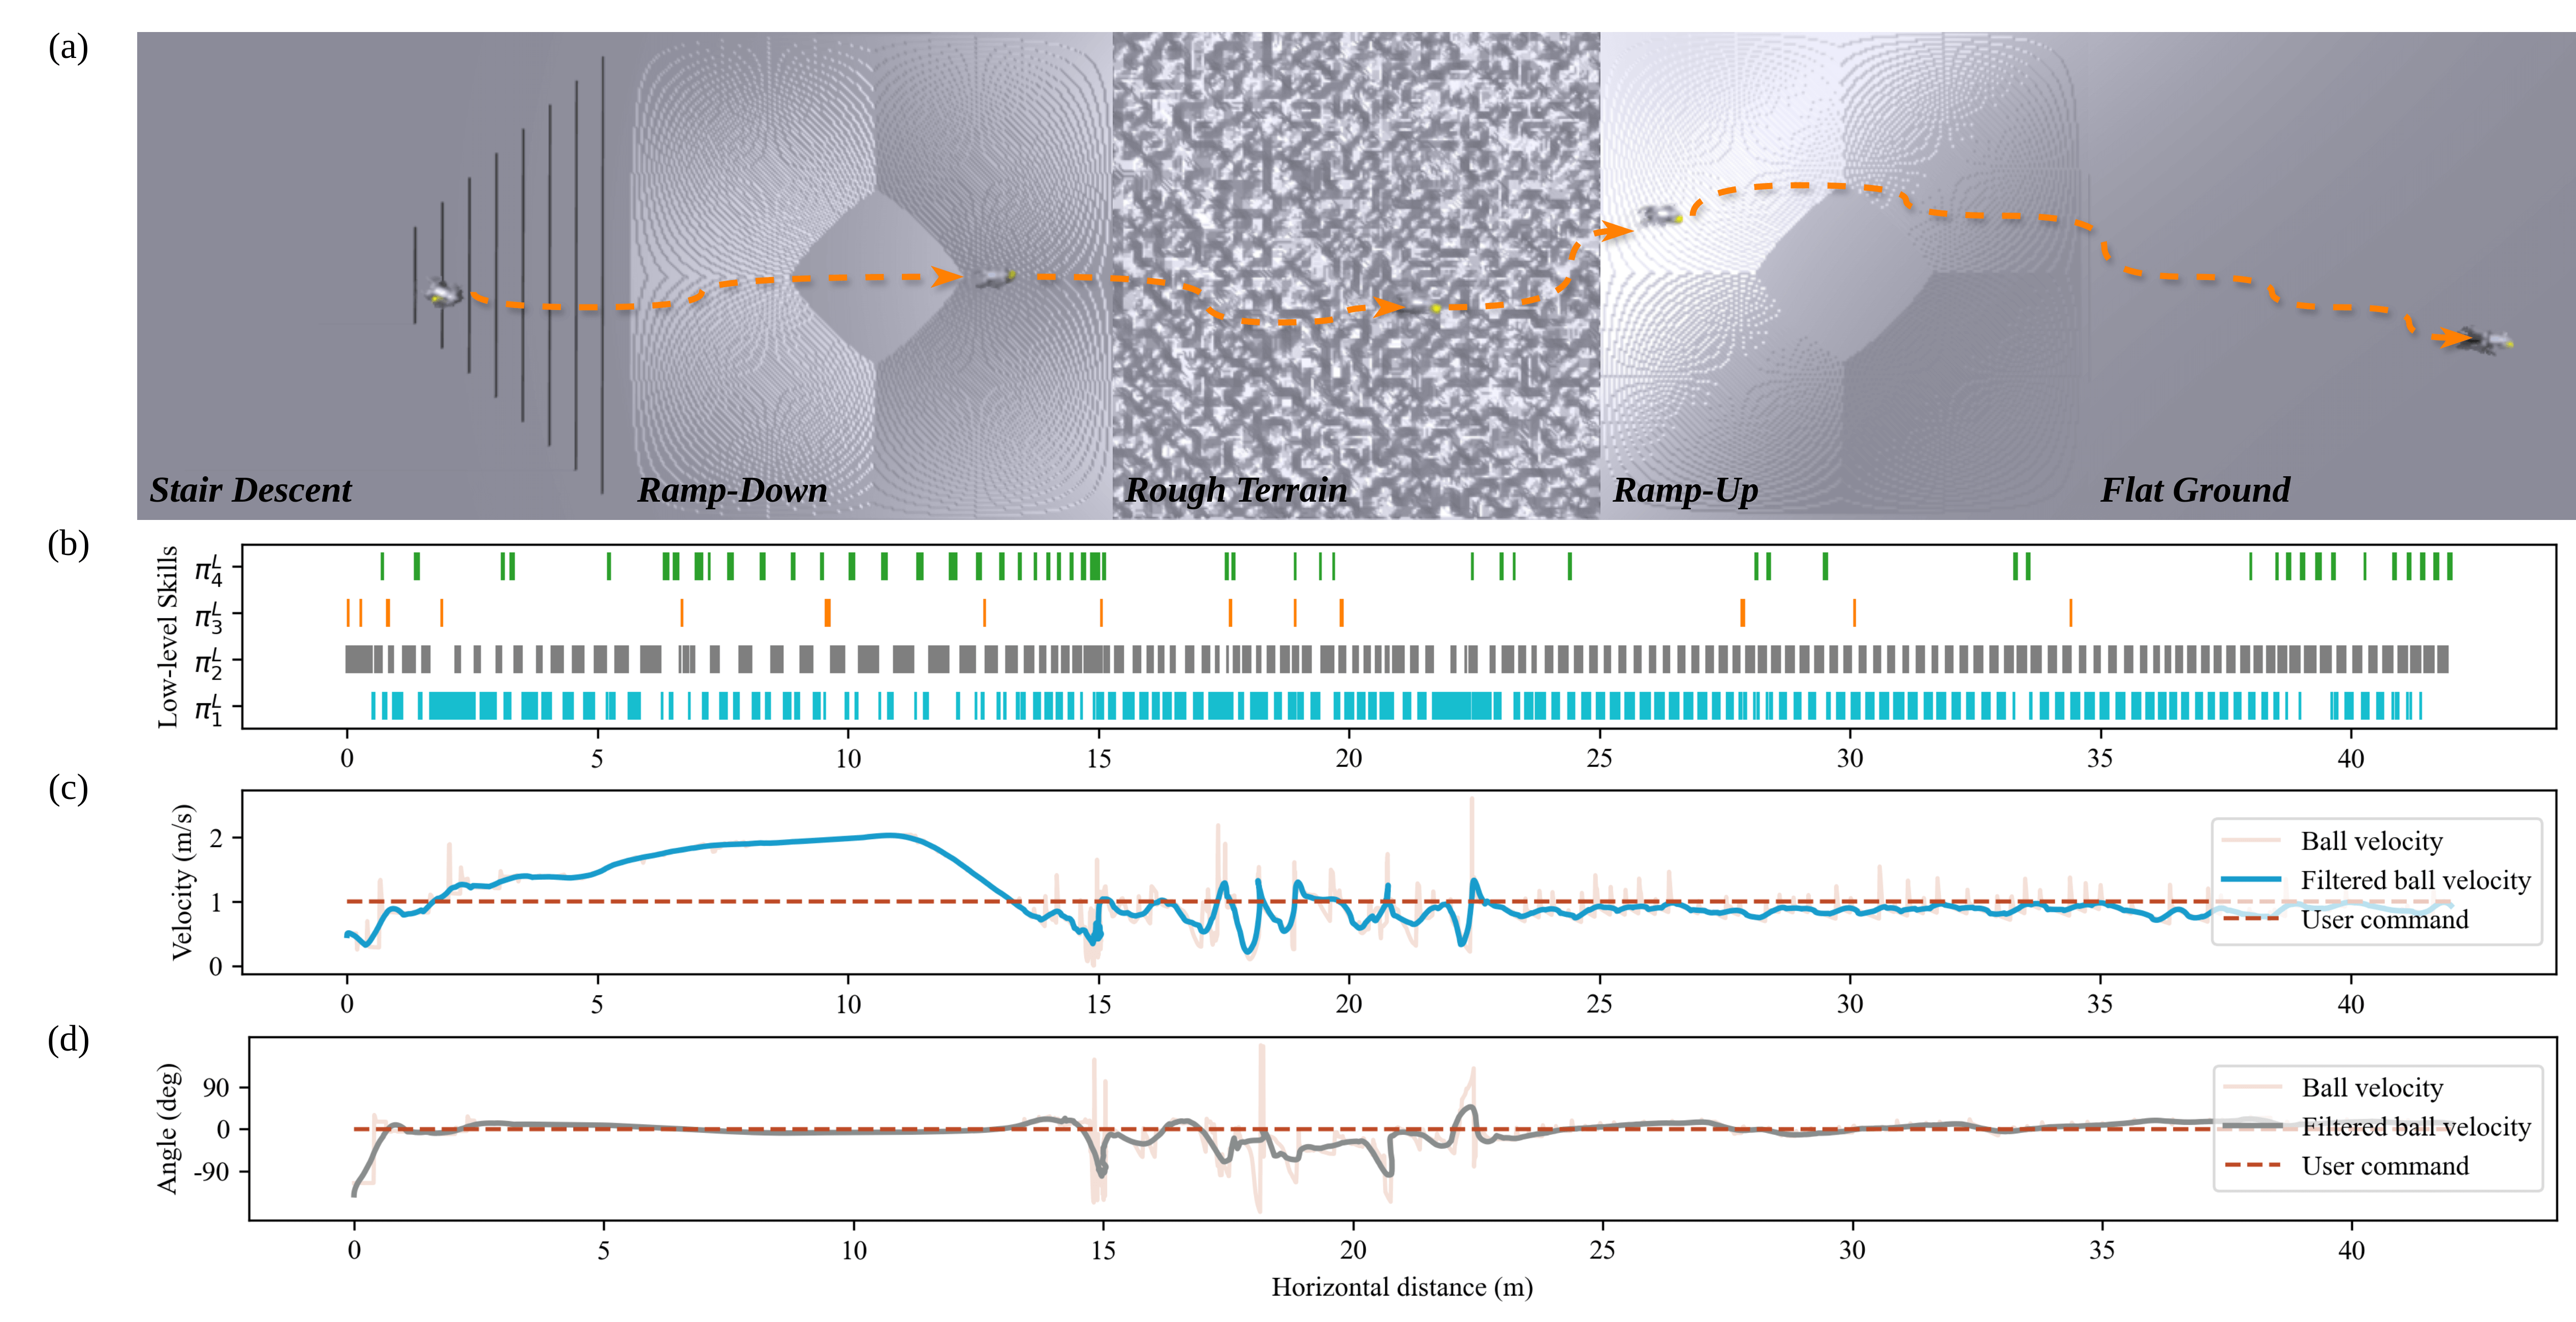 (a)
Stair Descent Ramp-Down Rough Terrain Ramp-Up Flat Ground
(b)
Low-level Skills
π₄ᴸ
π₃ᴸ
π₂ᴸ
π₁ᴸ
0 5 10 15 20 25 30 35 40
(c)
Velocity (m/s)
2
1
0
Ball velocity
Filtered ball velocity
User command
0 5 10 15 20 25 30 35 40
(d)
Angle (deg)
90
0
-90
Ball velocity
Filtered ball velocity
User command
0 5 10 15 20 25 30 35 40
Horizontal distance (m)